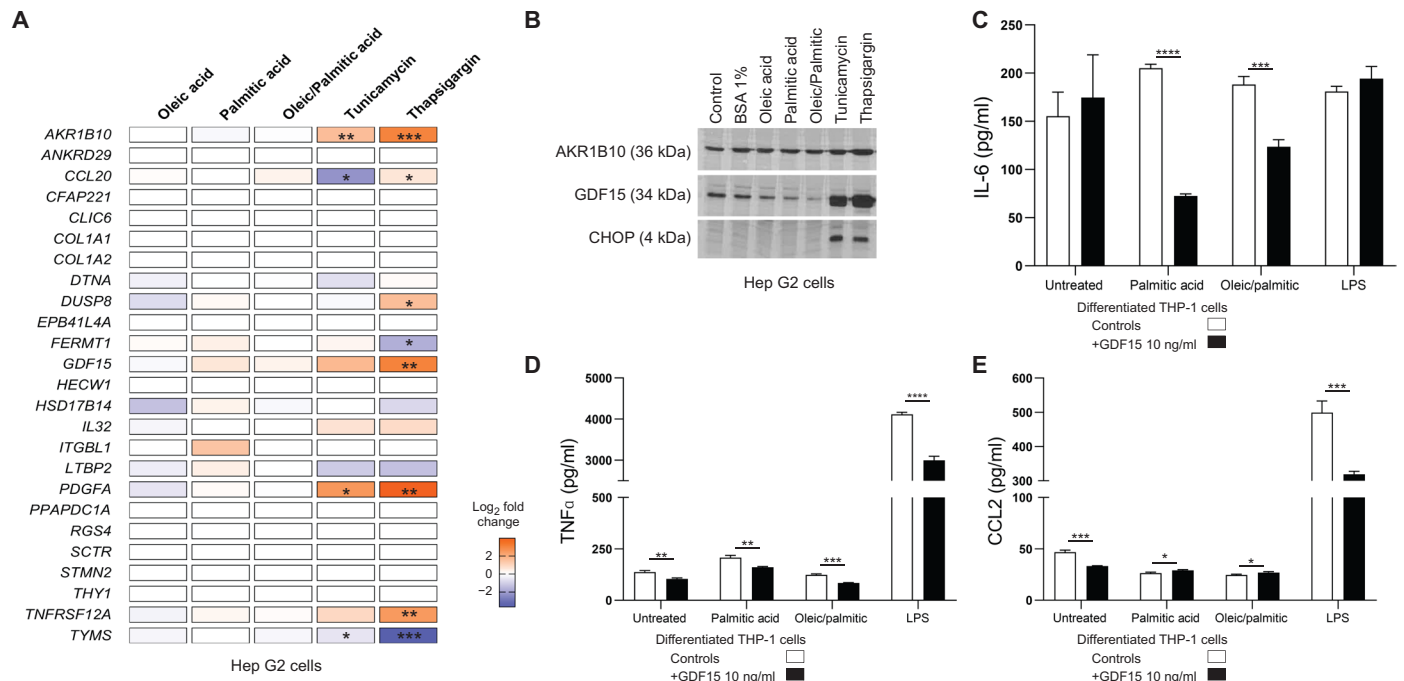 A
Oleic acid
Palmitic acid
Oleic/Palmitic acid
Tunicamycin
Thapsigargin
AKR1B10 ** ***
ANKRD29
CCL20 * *
CFAP221
CLIC6
COL1A1
COL1A2
DTNA
DUSP8 *
EPB41L4A
FERMT1 *
GDF15 **
HECW1
HSD17B14
IL32
ITGBL1
LTBP2
PDGFA * **
PPAPDC1A
RGS4
SCTR
STMN2
THY1
TNFRSF12A **
TYMS * ***
Hep G2 cells
Log2 fold
change
2
0
−2
B
Control
BSA 1%
Oleic acid
Palmitic acid
Oleic/Palmitic
Tunicamycin
Thapsigargin
AKR1B10 (36 kDa)
GDF15 (34 kDa)
CHOP (4 kDa)
Hep G2 cells
C
IL-6 (pg/ml)
250
200
150
100
50
0
**** ***
Untreated Palmitic acid Oleic/palmitic LPS
Differentiated THP-1 cells
Controls
+GDF15 10 ng/ml
D
TNFα (pg/ml)
5000
4000
3000
500
250
0
** ** *** ****
Untreated Palmitic acid Oleic/palmitic LPS
Differentiated THP-1 cells
Controls
+GDF15 10 ng/ml
E
CCL2 (pg/ml)
600
500
400
300
100
50
0
*** * * ***
Untreated Palmitic acid Oleic/palmitic LPS
Differentiated THP-1 cells
Controls
+GDF15 10 ng/ml